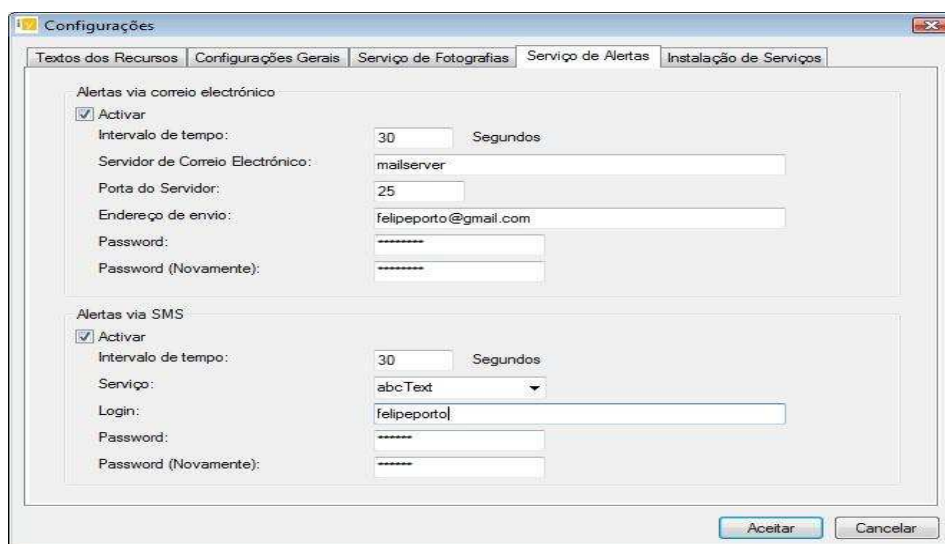 Configurações
Textos dos Recursos Configurações Gerais Serviço de Fotografias Serviço de Alertas Instalação de Serviços
Alertas via correio electrónico
Activar
Intervalo de tempo: 30 Segundos
Servidor de Correio Electrónico: mailserver
Porta do Servidor: 25
Endereço de envio: felipeporto@gmail.com
Password: ********
Password (Novamente): ********
Alertas via SMS
Activar
Intervalo de tempo: 30 Segundos
Serviço: abcText
Login: felipeporto
Password: ******
Password (Novamente): ******
Aceitar Cancelar